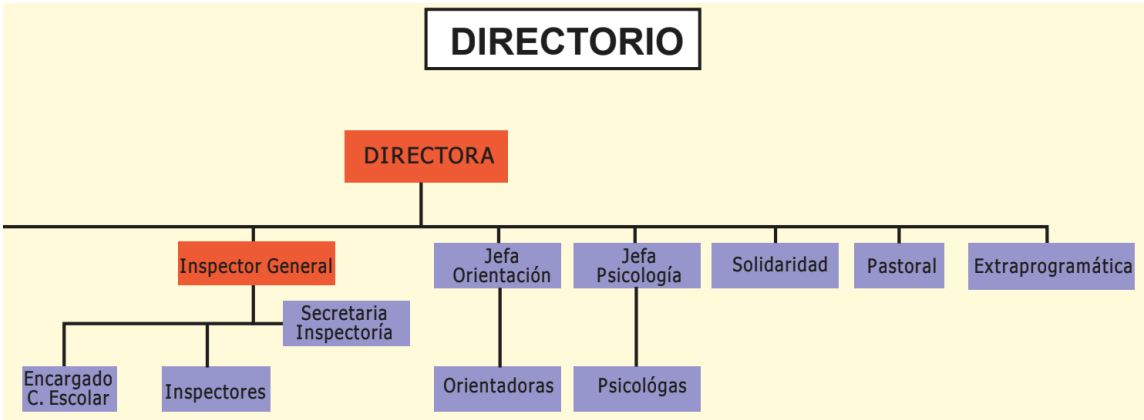 DIRECTORIO
DIRECTORA
Inspector General
Jefa
Orientación
Jefa
Psicología
Solidaridad
Pastoral
Extraprogramática
Secretaria
Inspectoría
Encargado
C. Escolar
Inspectores
Orientadoras
Psicológas